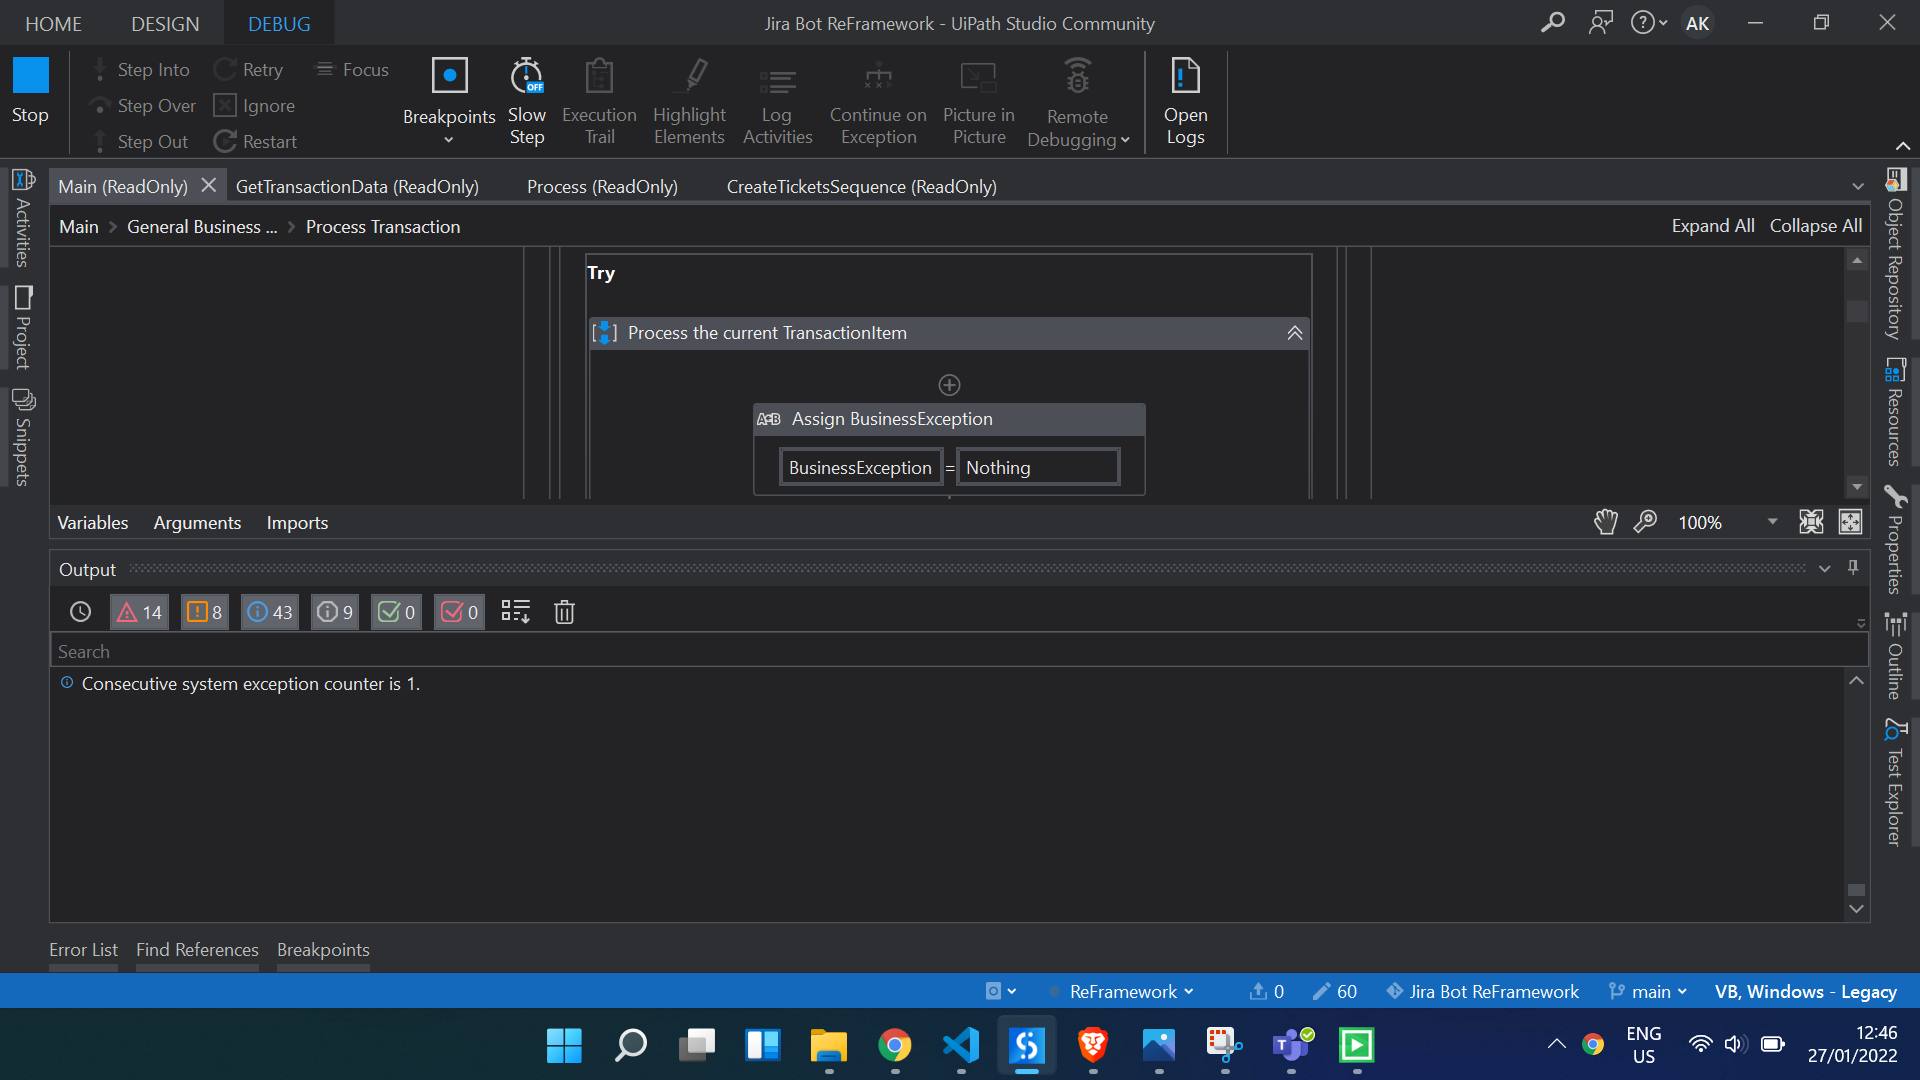 HOME DESIGN DEBUG Jira Bot ReFramework - UiPath Studio Community AK
Stop
Step Into
Step Over
Step Out
Retry
Ignore
Restart
Focus
Breakpoints
Slow Step
OFF
Execution Trail
Highlight Elements
Log Activities
Continue on Exception
Picture in Picture
Remote Debugging
Open Logs
Main (ReadOnly) GetTransactionData (ReadOnly) Process (ReadOnly) CreateTicketsSequence (ReadOnly)
Main General Business ... Process Transaction Expand All Collapse All
Activities
Project
Snippets
Try
Process the current TransactionItem
A=B Assign BusinessException
BusinessException = Nothing
Variables Arguments Imports 100%
Object Repository
Resources
Properties
Outline
Test Explorer
Output
14 8 43 9 0 0
Search
Consecutive system exception counter is 1.
Error List Find References Breakpoints
ReFramework 0 60 Jira Bot ReFramework main VB, Windows - Legacy
ENG
US
12:46
27/01/2022